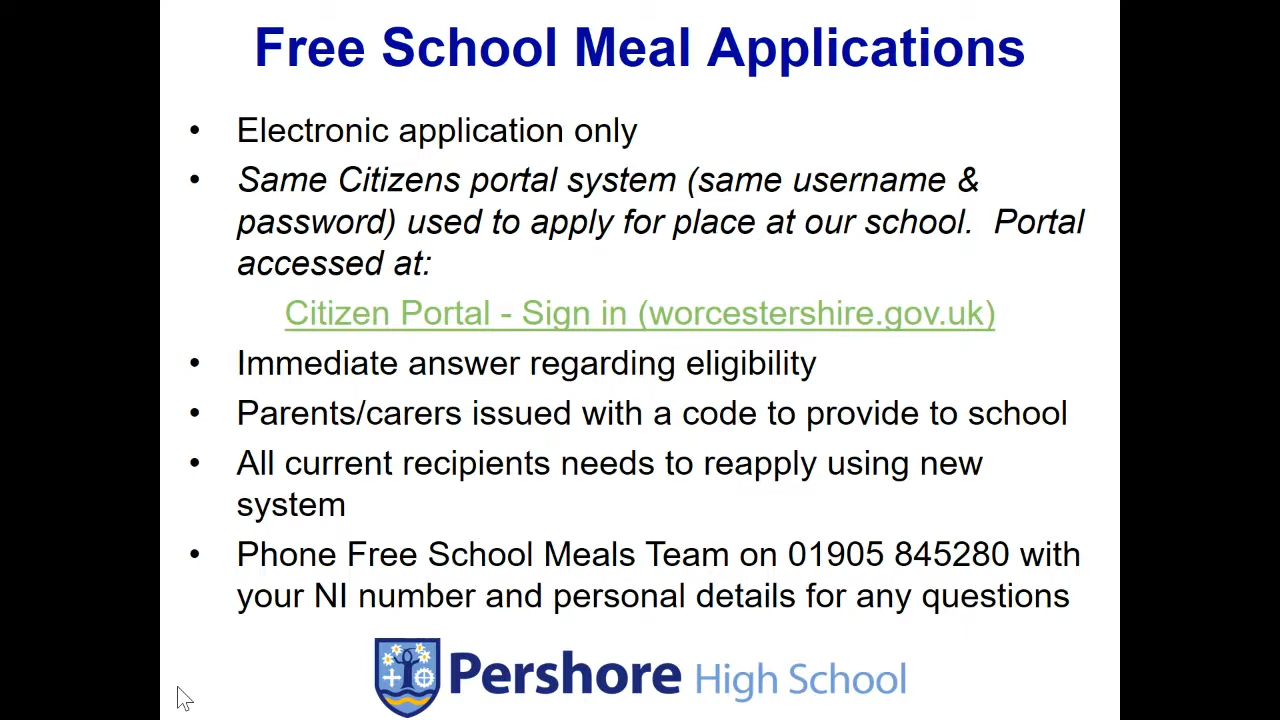 Free School Meal Applications
• Electronic application only
• Same Citizens portal system (same username &
password) used to apply for place at our school.  Portal
accessed at:
Citizen Portal - Sign in (worcestershire.gov.uk)
• Immediate answer regarding eligibility
• Parents/carers issued with a code to provide to school
• All current recipients needs to reapply using new
system
• Phone Free School Meals Team on 01905 845280 with
your NI number and personal details for any questions
Pershore High School